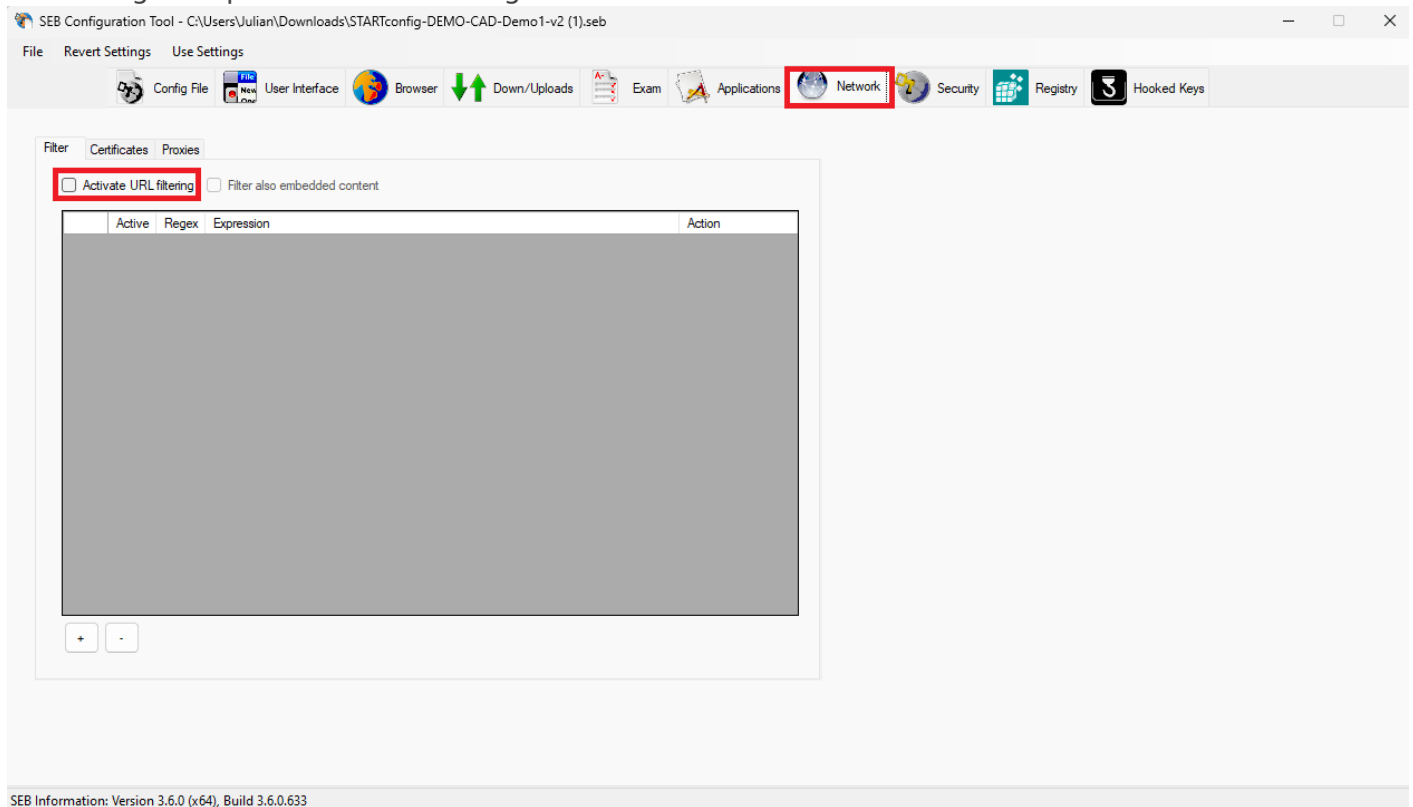 SEB Configuration Tool - C:\Users\Julian\Downloads\STARTconfig-DEMO-CAD-Demo1-v2 (1).seb
File Revert Settings Use Settings
Config File File New One User Interface Browser Down/Uploads A- Exam Applications Network Security Registry Hooked Keys
Filter Certificates Proxies
Activate URL filtering Filter also embedded content
Active Regex Expression Action
+ -
SEB Information: Version 3.6.0 (x64), Build 3.6.0.633